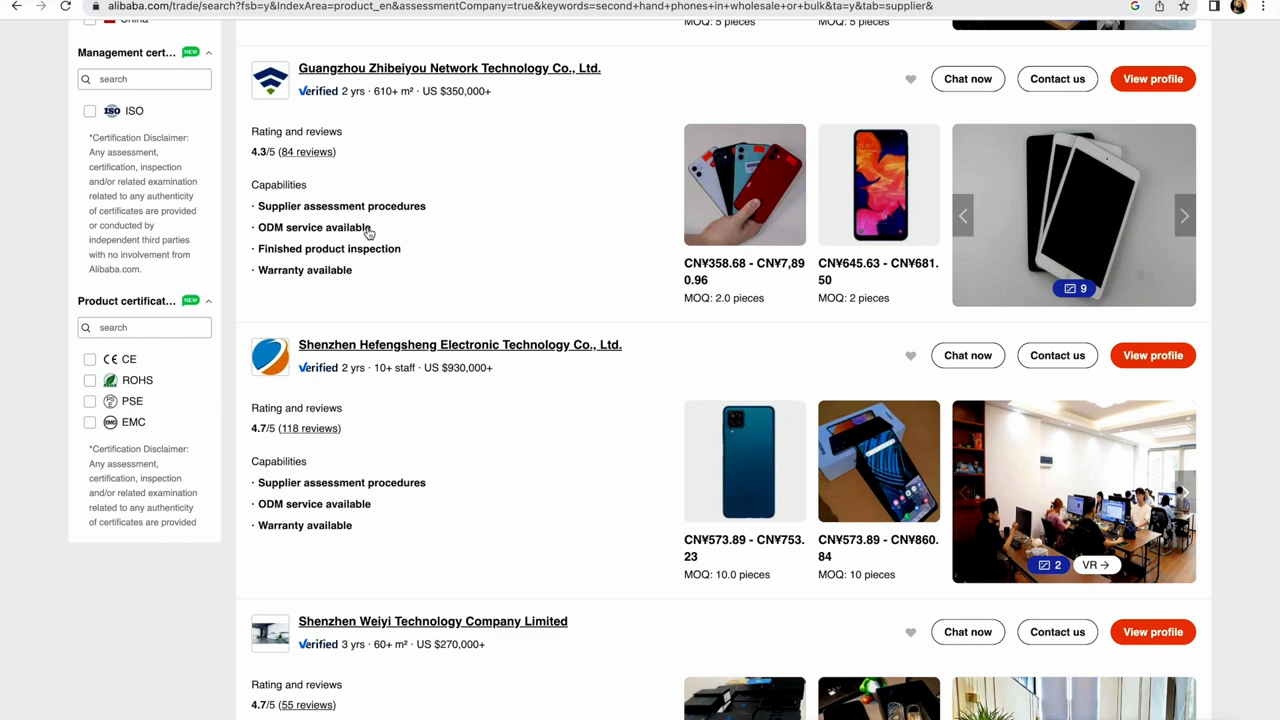 alibaba.com/trade/search?fsb=y&IndexArea=product_en&assessmentCompany=true&keywords=second+hand+phones+in+wholesale+or+bulk&ta=y&tab=supplier&
China
MOQ: 5 pieces
MOQ: 5 pieces
Management cert... NEW
search
ISO ISO
*Certification Disclaimer:
Any assessment,
certification, inspection
and/or related examination
related to any authenticity
of certificates are provided
or conducted by
independent third parties
with no involvement from
Alibaba.com.
Product certificat... NEW
search
CE CE
ROHS
PSE
EMC EMC
*Certification Disclaimer:
Any assessment,
certification, inspection
and/or related examination
related to any authenticity
of certificates are provided
Guangzhou Zhibeiyou Network Technology Co., Ltd.
Verified 2 yrs · 610+ m² · US $350,000+
Chat now
Contact us
View profile
Rating and reviews
4.3/5 (84 reviews)
Capabilities
· Supplier assessment procedures
· ODM service available
· Finished product inspection
· Warranty available
CN¥358.68 - CN¥7,89
0.96
MOQ: 2.0 pieces
CN¥645.63 - CN¥681.
50
MOQ: 2 pieces
9
Shenzhen Hefengsheng Electronic Technology Co., Ltd.
Verified 2 yrs · 10+ staff · US $930,000+
Chat now
Contact us
View profile
Rating and reviews
4.7/5 (118 reviews)
Capabilities
· Supplier assessment procedures
· ODM service available
· Warranty available
CN¥573.89 - CN¥753.
23
MOQ: 10.0 pieces
CN¥573.89 - CN¥860.
84
MOQ: 10 pieces
2
VR →
Shenzhen Weiyi Technology Company Limited
Verified 3 yrs · 60+ m² · US $270,000+
Chat now
Contact us
View profile
Rating and reviews
4.7/5 (55 reviews)